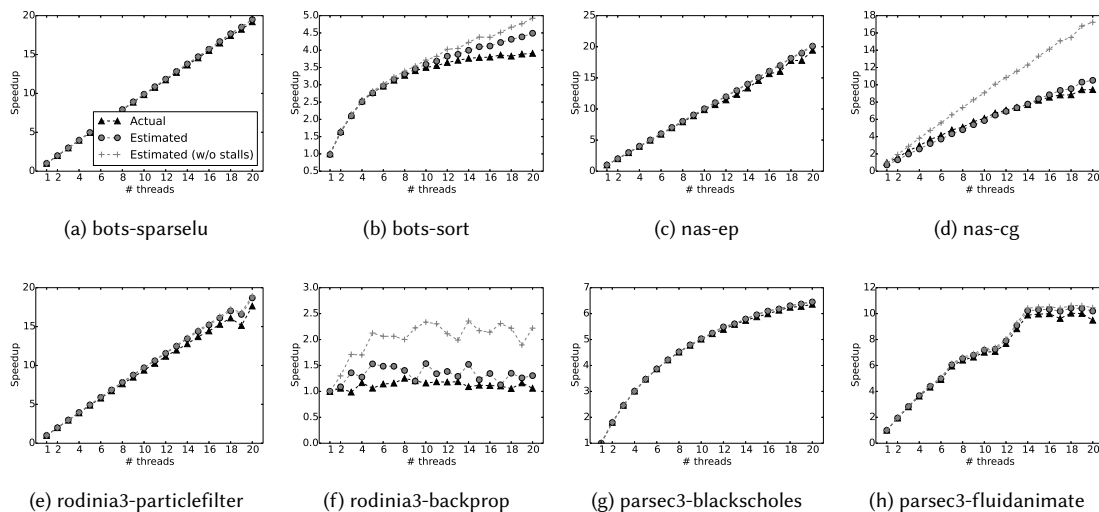 20
15
10
5
0
Speedup
1 2 4 6 8 10 12 14 16 18 20
# threads
Actual
Estimated
Estimated (w/o stalls)
(a) bots-sparselu
5.0
4.5
4.0
3.5
3.0
2.5
2.0
1.5
1.0
0.5
Speedup
1 2 4 6 8 10 12 14 16 18 20
# threads
(b) bots-sort
25
20
15
10
5
0
Speedup
1 2 4 6 8 10 12 14 16 18 20
# threads
(c) nas-ep
18
16
14
12
10
8
6
4
2
0
Speedup
1 2 4 6 8 10 12 14 16 18 20
# threads
(d) nas-cg
20
15
10
5
0
Speedup
1 2 4 6 8 10 12 14 16 18 20
# threads
(e) rodinia3-particlefilter
3.0
2.5
2.0
1.5
1.0
0.5
0.0
Speedup
1 2 4 6 8 10 12 14 16 18 20
# threads
(f) rodinia3-backprop
7
6
5
4
3
2
1
Speedup
1 2 4 6 8 10 12 14 16 18 20
# threads
(g) parsec3-blackscholes
12
10
8
6
4
2
0
Speedup
1 2 4 6 8 10 12 14 16 18 20
# threads
(h) parsec3-fluidanimate